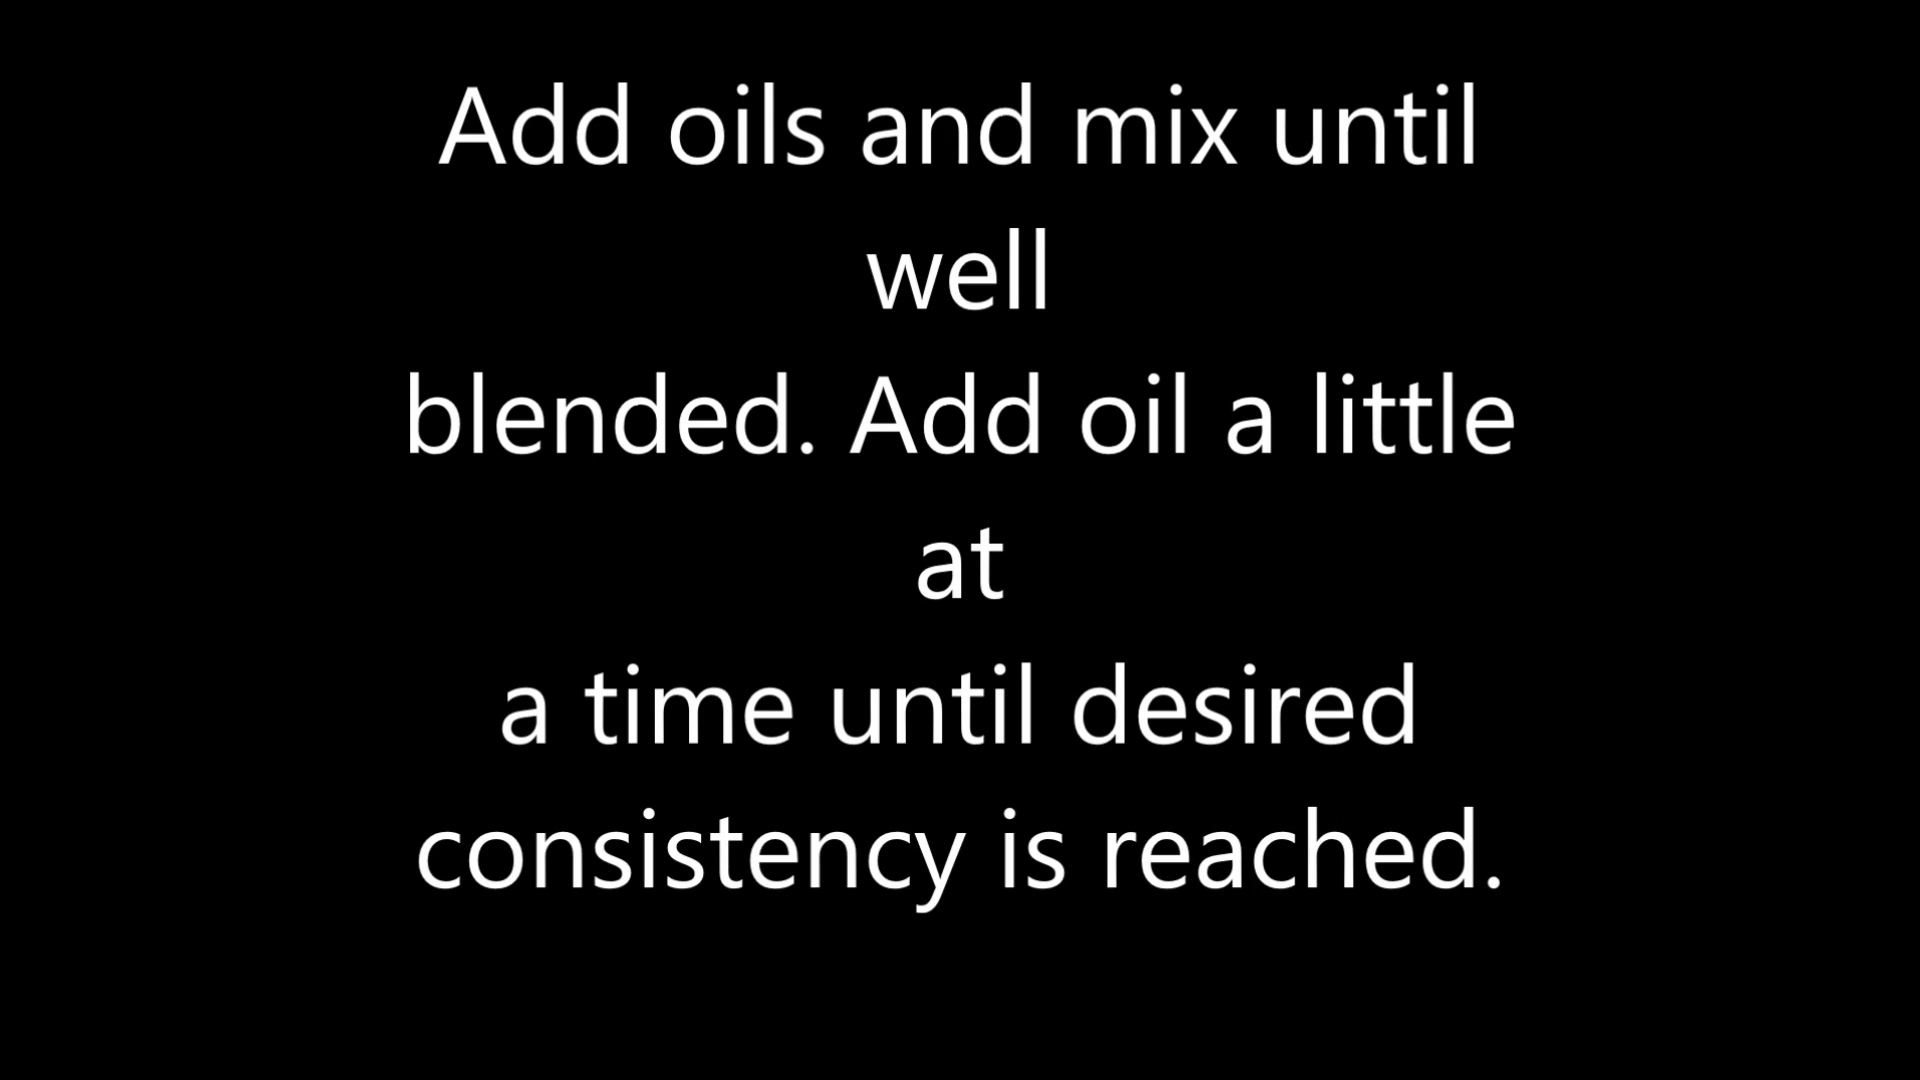 Add oils and mix until
well
blended. Add oil a little
at
a time until desired
consistency is reached.